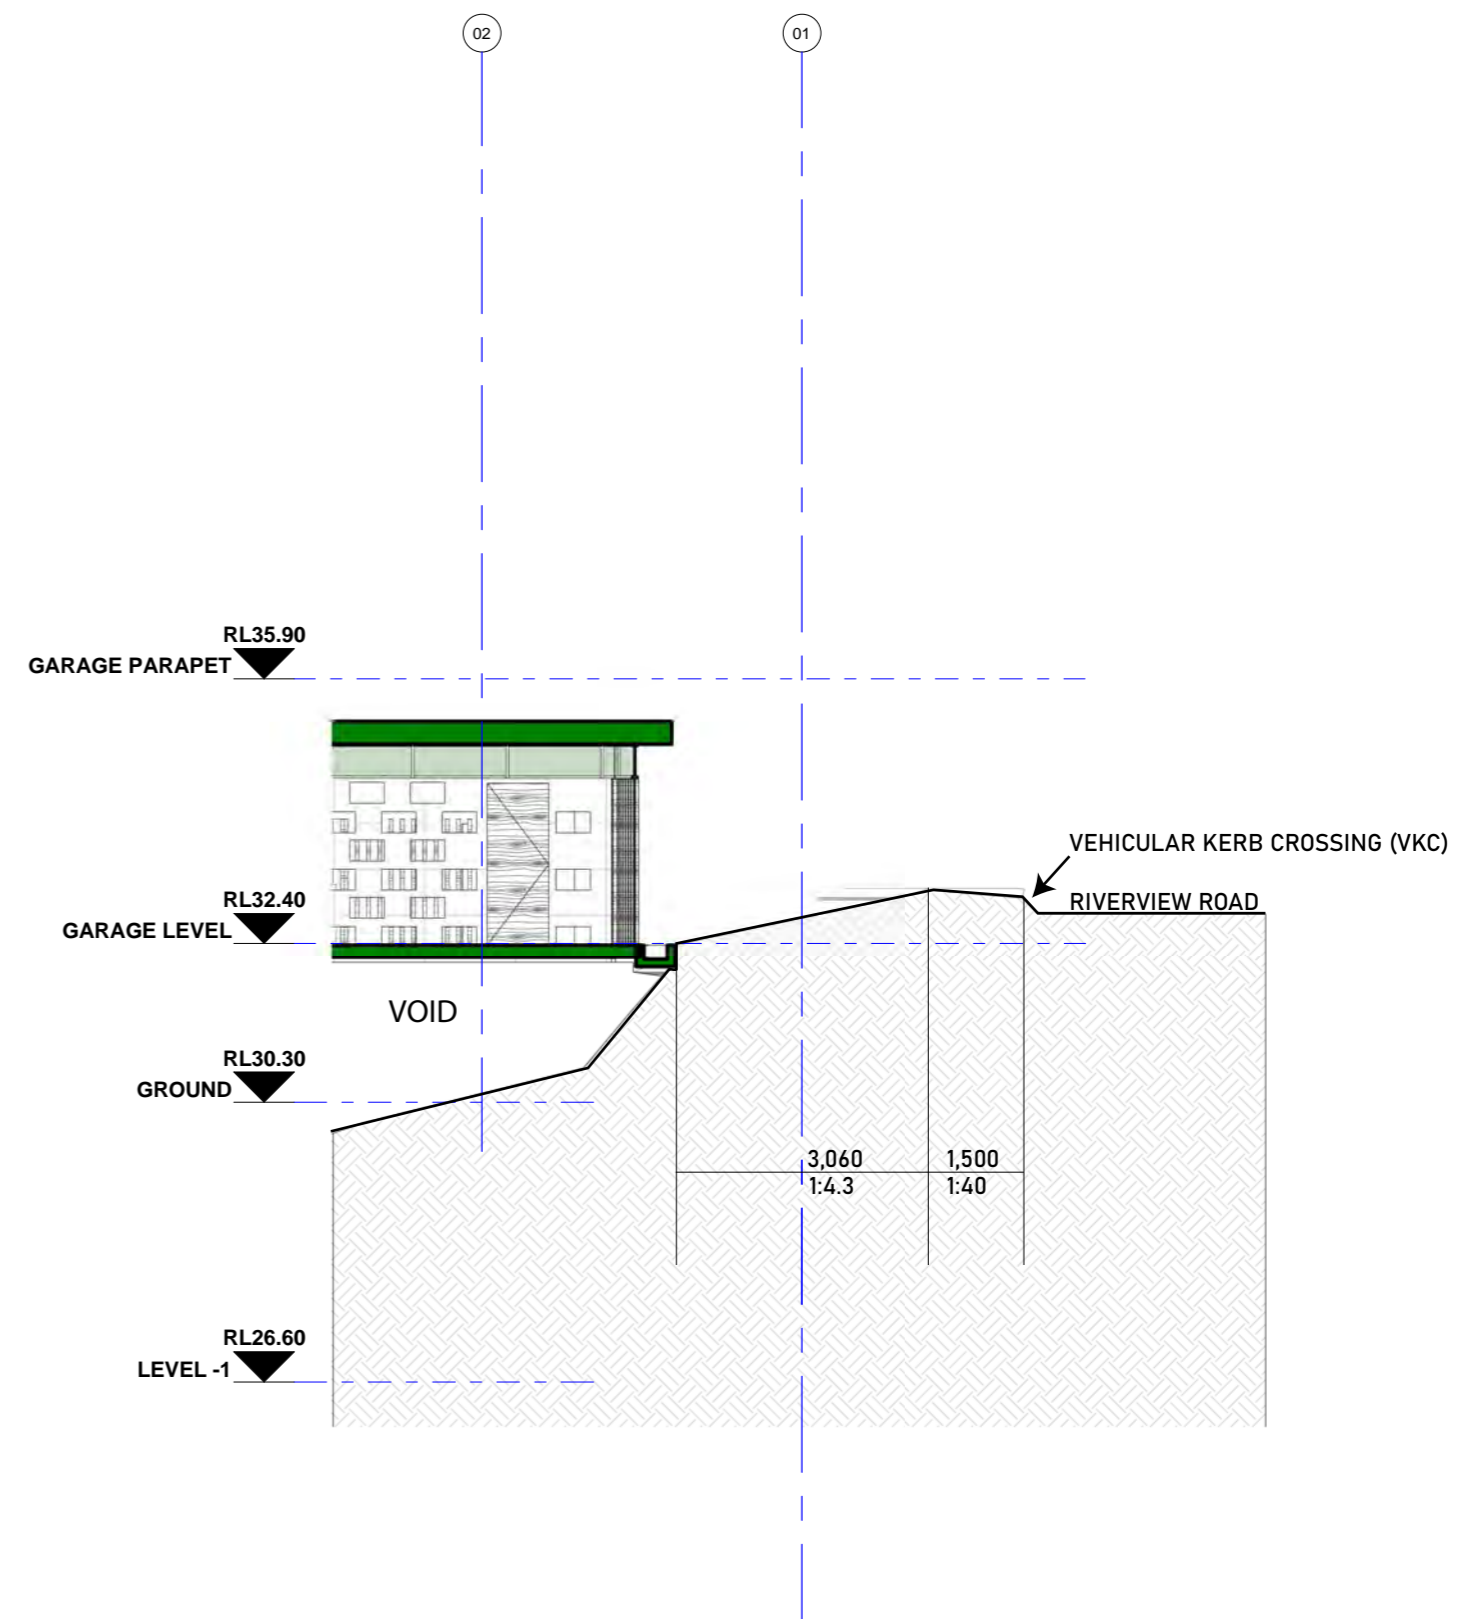 02
01
RL35.90
GARAGE PARAPET
VEHICULAR KERB CROSSING (VKC)
RL32.40
RIVERVIEW ROAD
GARAGE LEVEL
VOID
RL30.30
GROUND
3,060
1,500
1:4.3
1:40
RL26.60
LEVEL -1